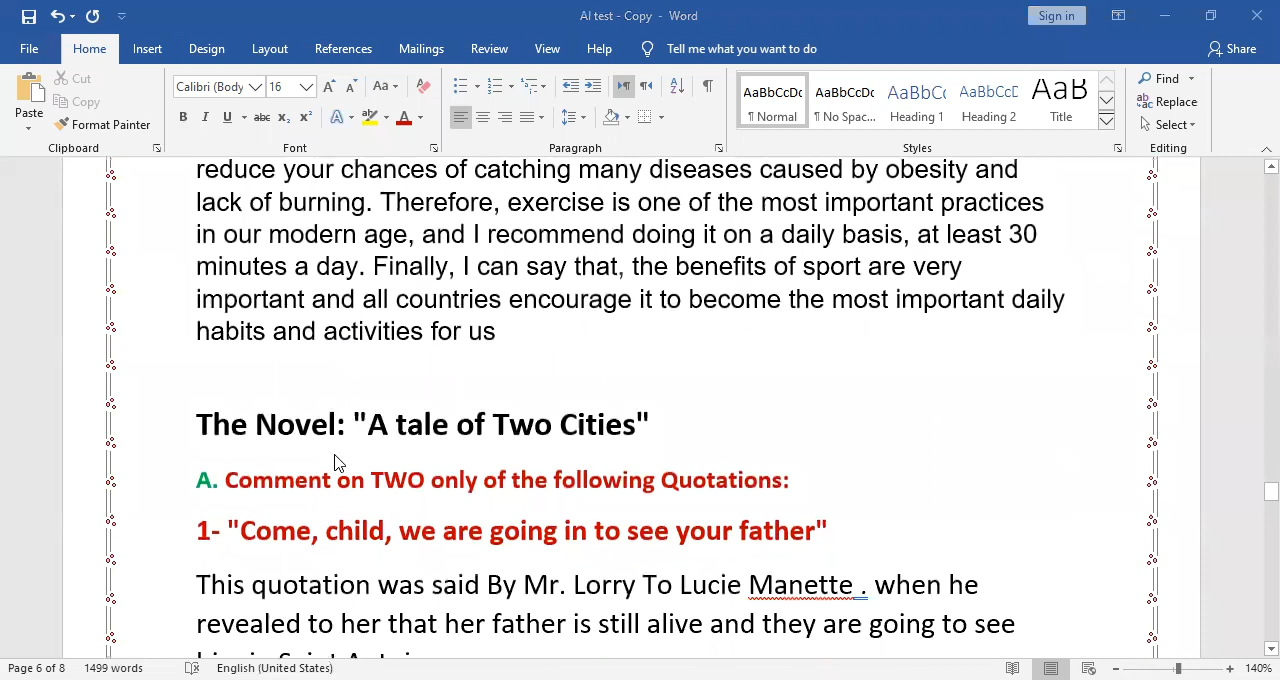 AI test - Copy - Word
Sign in
File Home Insert Design Layout References Mailings Review View Help Tell me what you want to do Share
Paste
Cut
Copy
Format Painter
Clipboard
Calibri (Body 16
Font
Paragraph
AaBbCcDc ¶ Normal
AaBbCcDc ¶ No Spac...
AaBbCc Heading 1
AaBbCcD Heading 2
AaB Title
Styles
Find
Replace
Select
Editing
reduce your chances of catching many diseases caused by obesity and
lack of burning. Therefore, exercise is one of the most important practices
in our modern age, and I recommend doing it on a daily basis, at least 30
minutes a day. Finally, I can say that, the benefits of sport are very
important and all countries encourage it to become the most important daily
habits and activities for us
The Novel: "A tale of Two Cities"
A. Comment on TWO only of the following Quotations:
1- "Come, child, we are going in to see your father"
This quotation was said By Mr. Lorry To Lucie Manette . when he
revealed to her that her father is still alive and they are going to see
Page 6 of 8 1499 words English (United States) 140%